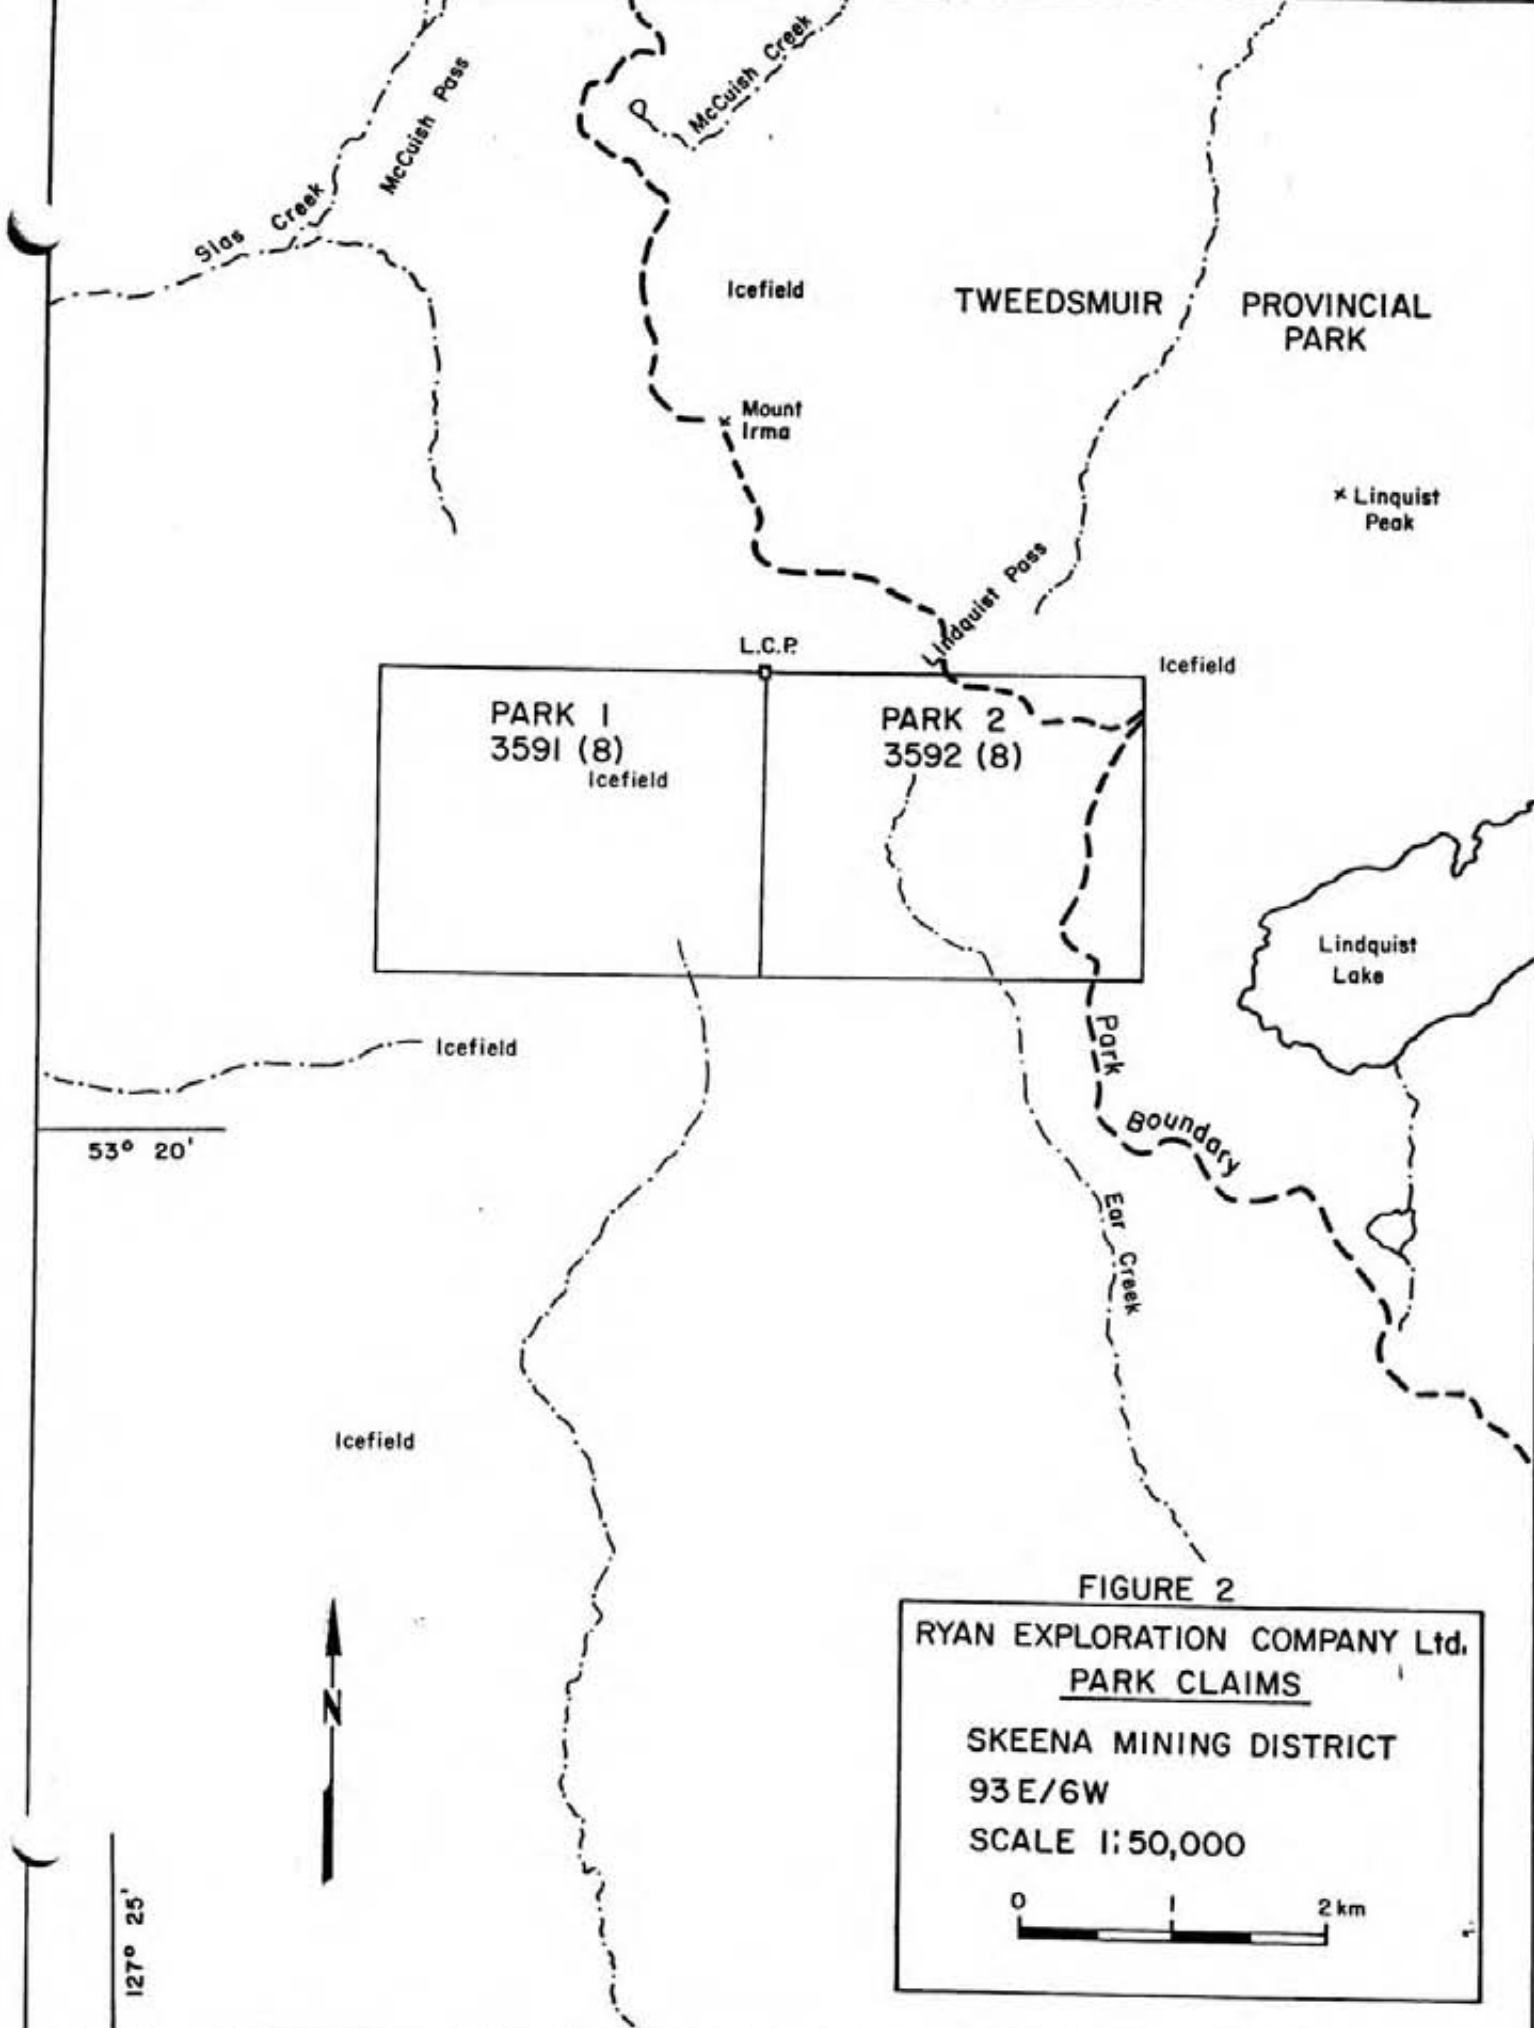 McCuish Pass
McCuish Creek
Slas Creek
Icefield
TWEEDSMUIR PROVINCIAL
PARK
Mount
Irma
x Linquist
Peak
Lindquist Pass
L.C.P.
Icefield
PARK 1
3591 (8)
Icefield
PARK 2
3592 (8)
Lindquist
Lake
Icefield
Park Boundary
53° 20'
Ear Creek
Icefield
N
127° 25'
FIGURE 2
RYAN EXPLORATION COMPANY Ltd.
PARK CLAIMS
SKEENA MINING DISTRICT
93 E/6W
SCALE 1:50,000
0 1 2 km